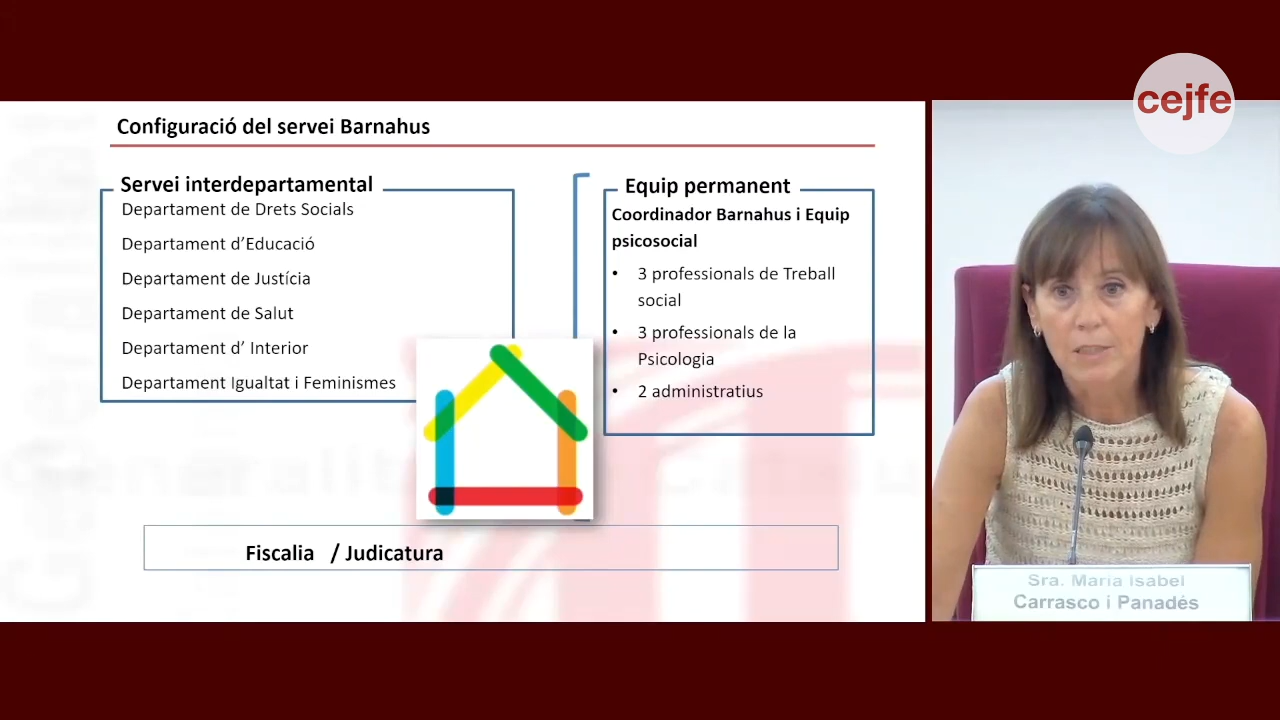 cejfe
Configuració del servei Barnahus
Servei interdepartamental
Departament de Drets Socials
Departament d’Educació
Departament de Justícia
Departament de Salut
Departament d’ Interior
Departament Igualtat i Feminismes
Equip permanent
Coordinador Barnahus i Equip
psicosocial
• 3 professionals de Treball
social
• 3 professionals de la
Psicologia
• 2 administratius
Fiscalia / Judicatura
Sra. Maria Isabel
Carrasco i Panadés